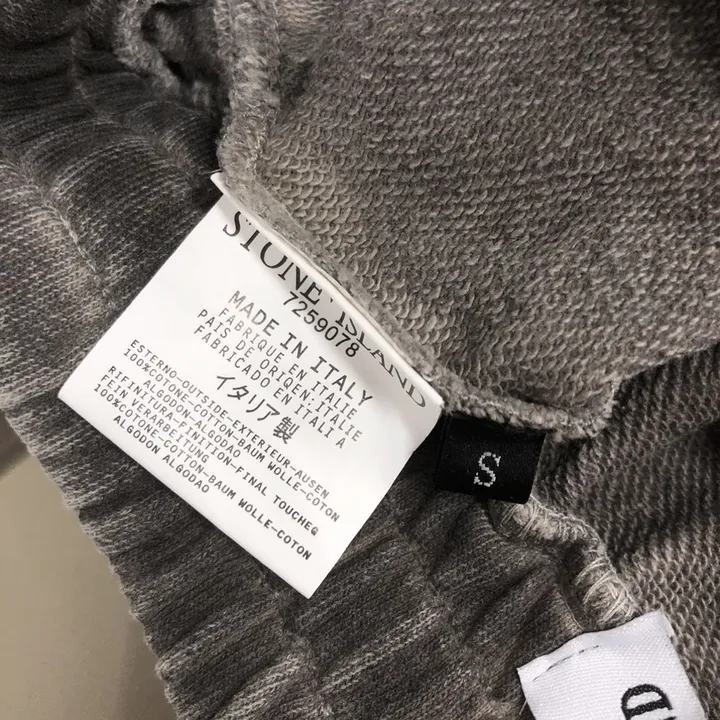 STONE ISLAND
7259078
MADE IN ITALY
FABRIQUE EN ITALIE
PAIS DE ORIGEN:ITALIE
FABRICADO EN ITALI A
イタリア製
ESTERNO-OUTSIDE-EXTERIEUR-AUSEN
100%COTONE-COTTON-BAUM WOLLE-COTON
ALGODON-ALGODAO
RIFINITURA-FINITION-FINAL TOUCHEQ
FEIN VERARBEITUNG
100%COTONE-COTTON-BAUM WOLLE-COTON
ALGODON ALGODAO
S
D